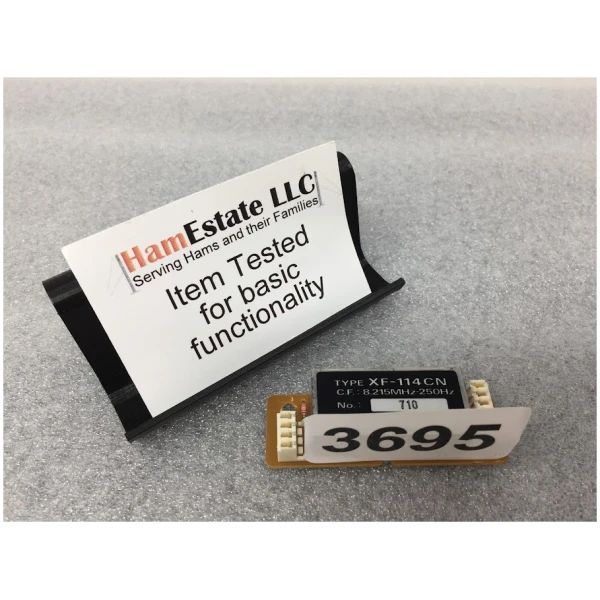 HamEstate LLC
Serving Hams and their Families
Item Tested
for basic
functionality
TYPE XF-114CN
C.F.: 8.215MHz-250Hz
No.: 710
3695